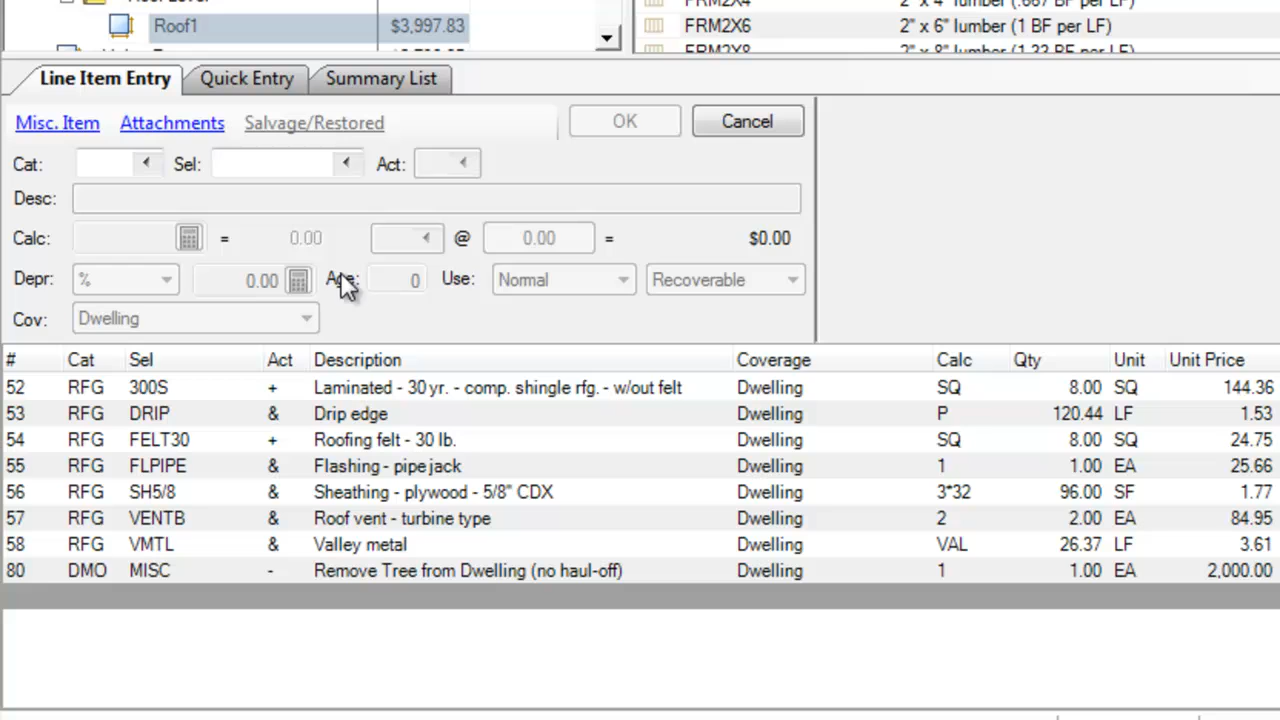 Roof1 $3,997.83
FRM2X4 2" x 4" lumber (.667 BF per LF)
FRM2X6 2" x 6" lumber (1 BF per LF)
FRM2X8 2" x 8" lumber (1.33 BF per LF)
Line Item Entry Quick Entry Summary List
Misc. Item Attachments Salvage/Restored OK Cancel
Cat: Sel: Act:
Desc:
Calc: = 0.00 @ 0.00 = $0.00
Depr: % 0.00 Age: 0 Use: Normal Recoverable
Cov: Dwelling
# Cat Sel Act Description Coverage Calc Qty Unit Unit Price
52 RFG 300S + Laminated - 30 yr. - comp. shingle rfg. - w/out felt Dwelling SQ 8.00 SQ 144.36
53 RFG DRIP & Drip edge Dwelling P 120.44 LF 1.53
54 RFG FELT30 + Roofing felt - 30 lb. Dwelling SQ 8.00 SQ 24.75
55 RFG FLPIPE & Flashing - pipe jack Dwelling 1 1.00 EA 25.66
56 RFG SH5/8 & Sheathing - plywood - 5/8" CDX Dwelling 3*32 96.00 SF 1.77
57 RFG VENTB & Roof vent - turbine type Dwelling 2 2.00 EA 84.95
58 RFG VMTL & Valley metal Dwelling VAL 26.37 LF 3.61
80 DMO MISC - Remove Tree from Dwelling (no haul-off) Dwelling 1 1.00 EA 2,000.00